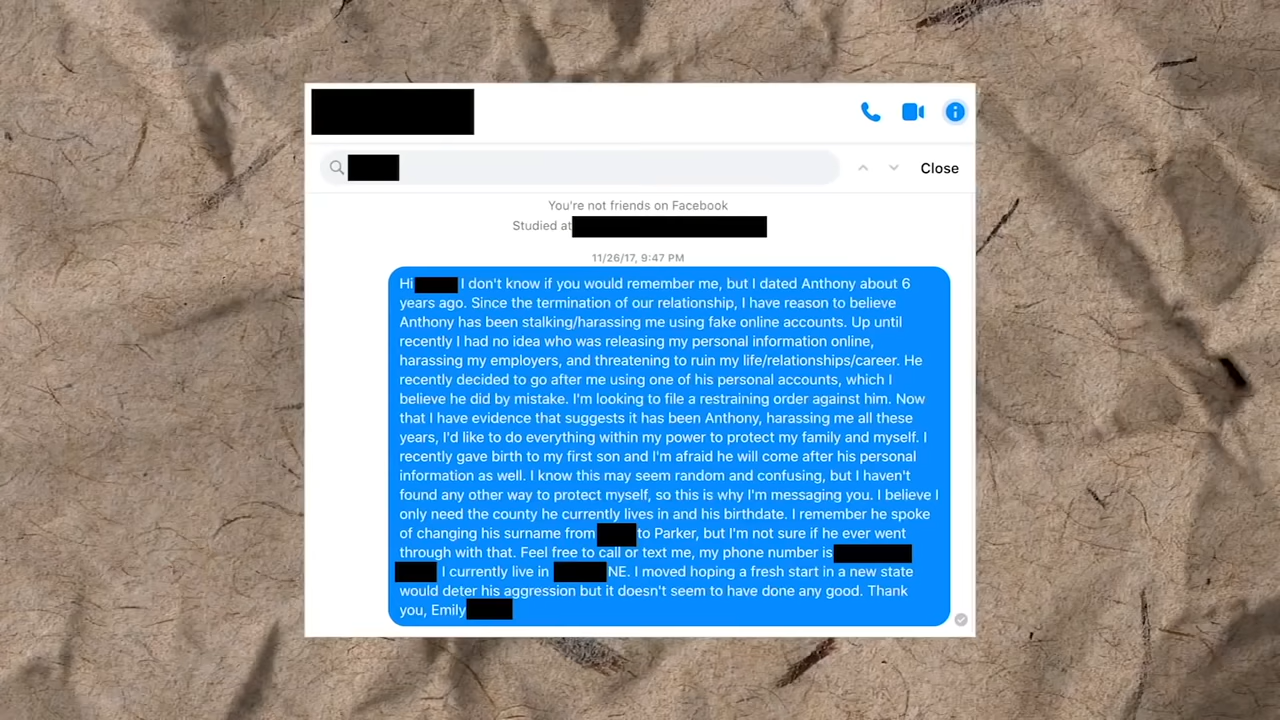 Close
You're not friends on Facebook
Studied at
11/26/17, 9:47 PM
Hi I don't know if you would remember me, but I dated Anthony about 6
years ago. Since the termination of our relationship, I have reason to believe
Anthony has been stalking/harassing me using fake online accounts. Up until
recently I had no idea who was releasing my personal information online,
harassing my employers, and threatening to ruin my life/relationships/career. He
recently decided to go after me using one of his personal accounts, which I
believe he did by mistake. I'm looking to file a restraining order against him. Now
that I have evidence that suggests it has been Anthony, harassing me all these
years, I'd like to do everything within my power to protect my family and myself. I
recently gave birth to my first son and I'm afraid he will come after his personal
information as well. I know this may seem random and confusing, but I haven't
found any other way to protect myself, so this is why I'm messaging you. I believe I
only need the county he currently lives in and his birthdate. I remember he spoke
of changing his surname from to Parker, but I'm not sure if he ever went
through with that. Feel free to call or text me, my phone number is
I currently live in NE. I moved hoping a fresh start in a new state
would deter his aggression but it doesn't seem to have done any good. Thank
you, Emily